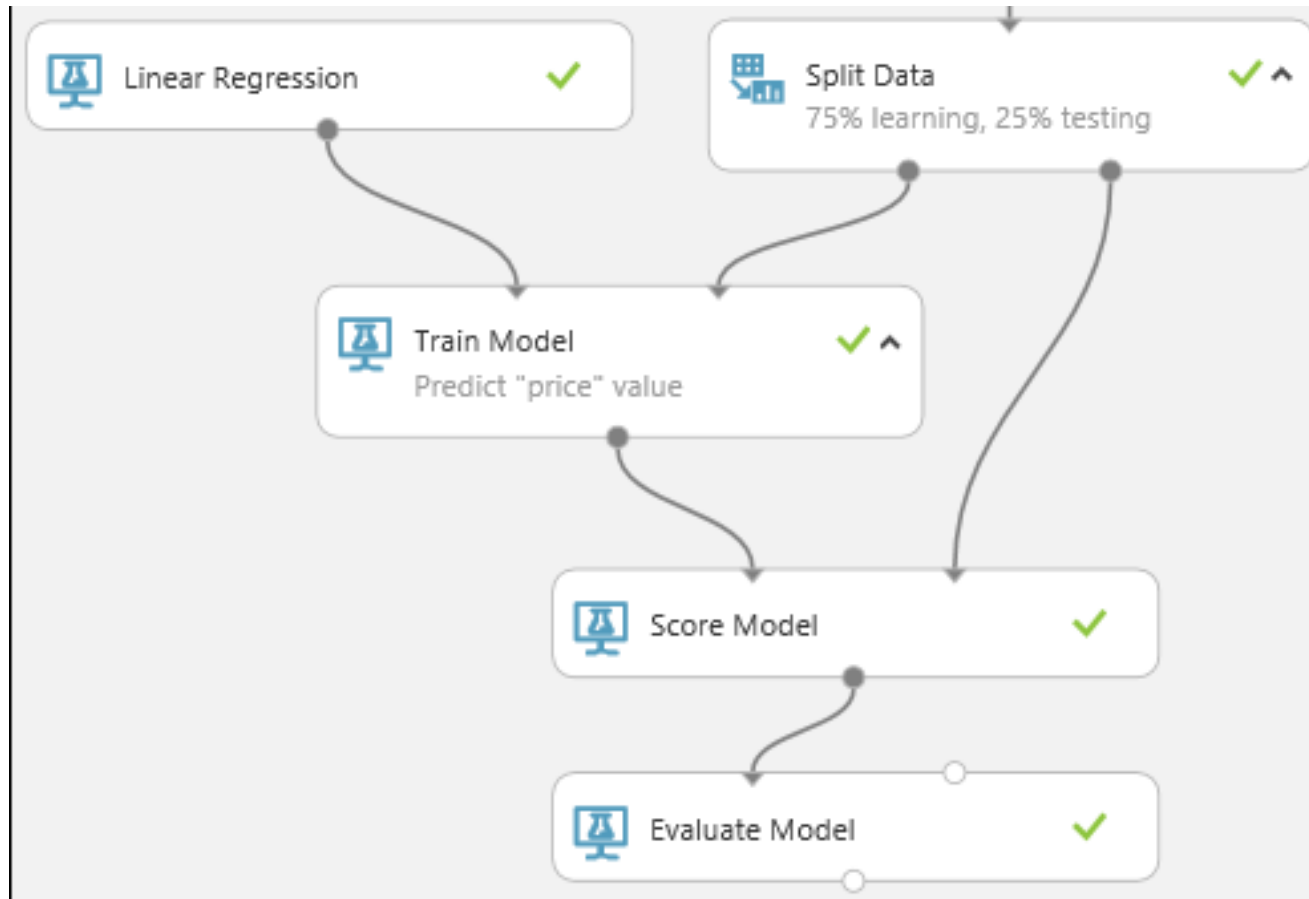 Linear Regression
Split Data
75% learning, 25% testing
Train Model
Predict "price" value
Score Model
Evaluate Model